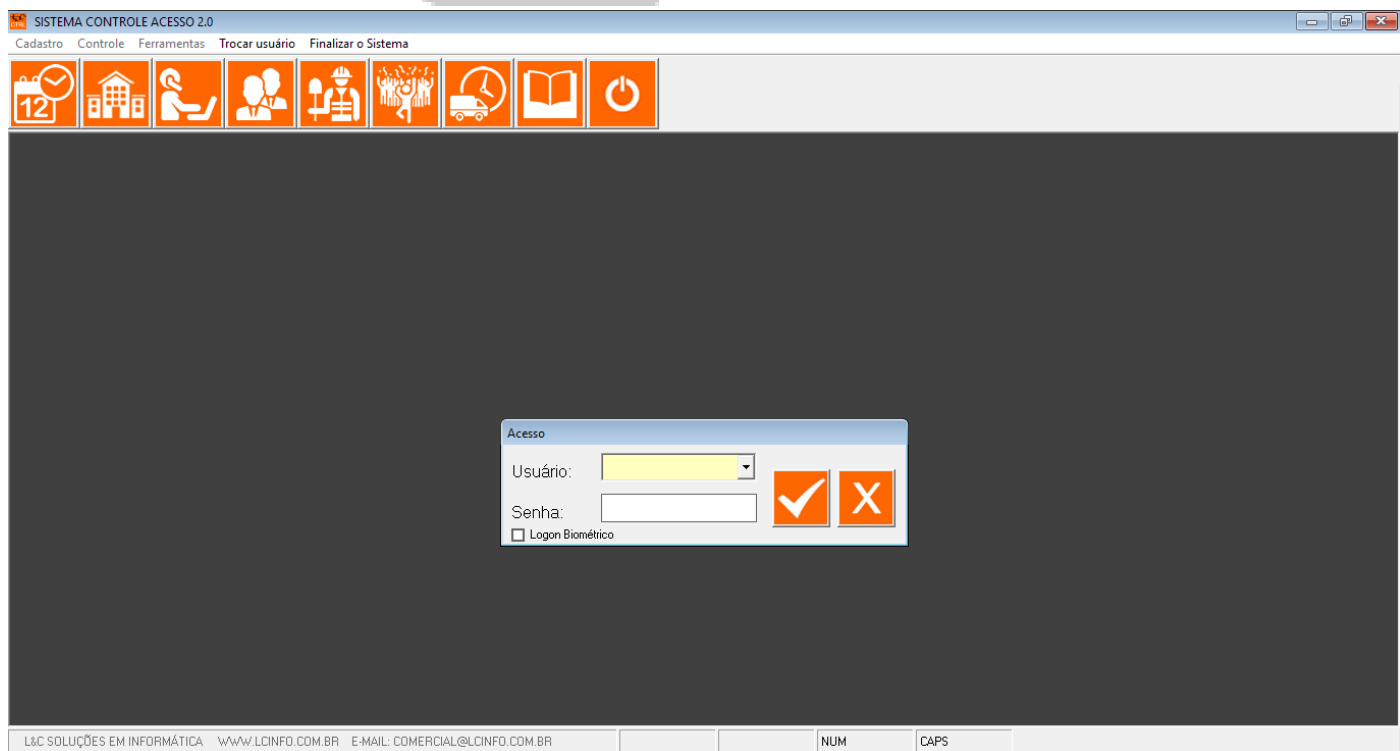 SISTEMA CONTROLE ACESSO 2.0
Cadastro Controle Ferramentas Trocar usuário Finalizar o Sistema
12
Acesso
Usuário:
Senha:
Logon Biométrico
L&C SOLUÇÕES EM INFORMÁTICA WWW.LCINFO.COM.BR E-MAIL: COMERCIAL@LCINFO.COM.BR NUM CAPS